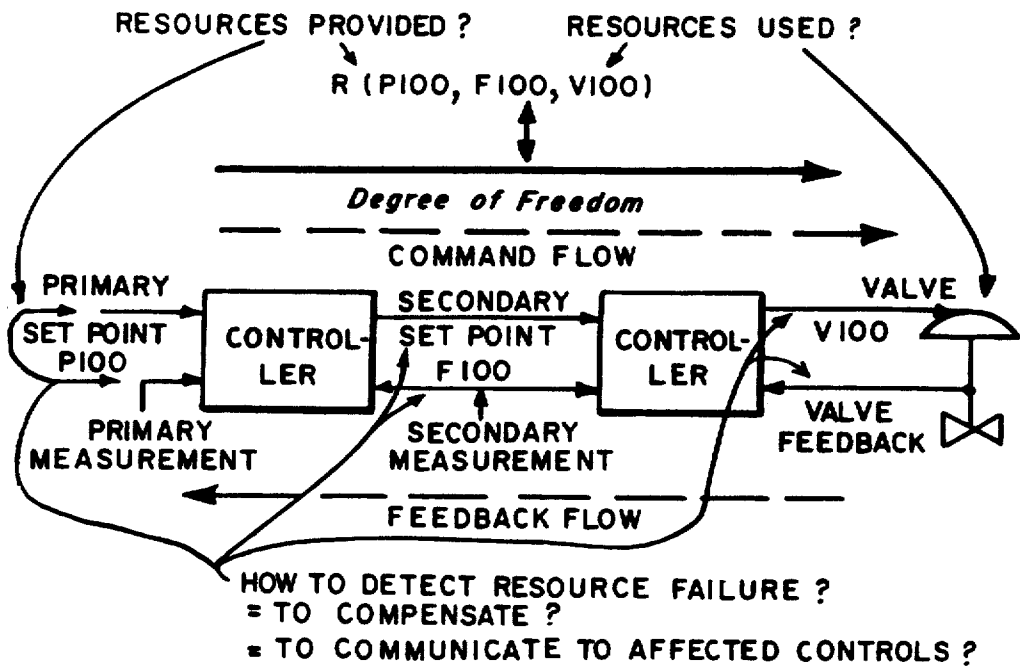 RESOURCES PROVIDED ?
RESOURCES USED ?
R (P100, F100, V100)
Degree of Freedom
COMMAND FLOW
PRIMARY
SET POINT
P100
PRIMARY
MEASUREMENT
CONTROL-
LER
SECONDARY
SET POINT
F100
SECONDARY
MEASUREMENT
CONTROL-
LER
VALVE
V100
VALVE
FEEDBACK
FEEDBACK FLOW
HOW TO DETECT RESOURCE FAILURE ?
= TO COMPENSATE ?
= TO COMMUNICATE TO AFFECTED CONTROLS ?